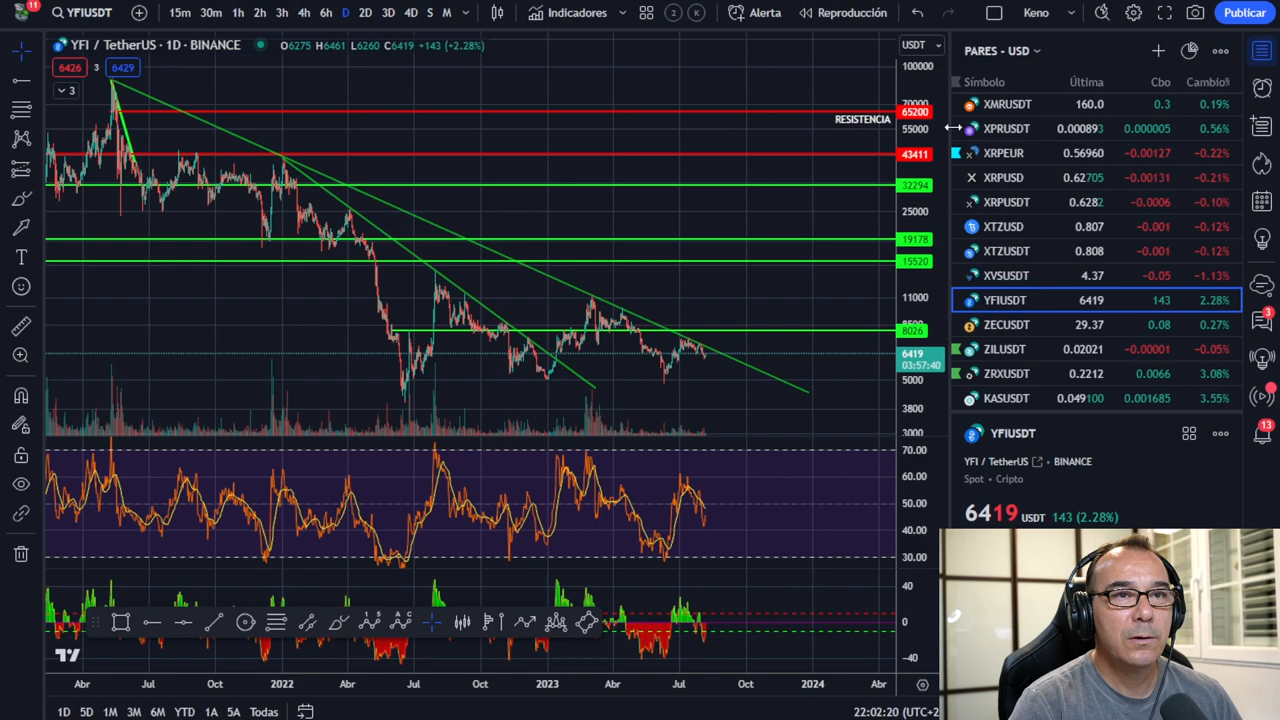 11
YFIUSDT
15m 30m 1h 2h 3h 4h 6h D 2D 3D 4D S M
Indicadores
2 K
Alerta
Reproducción
Keno
Publicar
YFI / TetherUS · 1D · BINANCE
O6275 H6461 L6260 C6419 +143 (+2.28%)
6426 3 6429
3
USDT
100000
70000
65200
RESISTENCIA
55000
43411
32294
25000
19178
15520
11000
8026
6419
03:57:40
5000
3800
3000
70.00
60.00
50.00
40.00
30.00
40
0
−40
Abr Jul Oct 2022 Abr Jul Oct 2023 Abr Jul Oct 2024 Abr
1D 5D 1M 3M 6M YTD 1A 5A Todas
22:02:20 (UTC+2
PARES - USD
Símbolo Última Cbo Cambio%
XMRUSDT 160.0 0.3 0.19%
XPRUSDT 0.000893 0.000005 0.56%
XRPEUR 0.56960 −0.00127 −0.22%
XRPUSD 0.62705 −0.00131 −0.21%
XRPUSDT 0.6282 −0.0006 −0.10%
XTZUSD 0.807 −0.001 −0.12%
XTZUSDT 0.808 −0.001 −0.12%
XVSUSDT 4.37 −0.05 −1.13%
YFIUSDT 6419 143 2.28%
ZECUSDT 29.37 0.08 0.27%
ZILUSDT 0.02021 −0.00001 −0.05%
ZRXUSDT 0.2212 0.0066 3.08%
KASUSDT 0.049100 0.001685 3.55%
YFIUSDT
YFI / TetherUS · BINANCE
Spot · Cripto
6419 USDT 143 (2.28%)
3
13